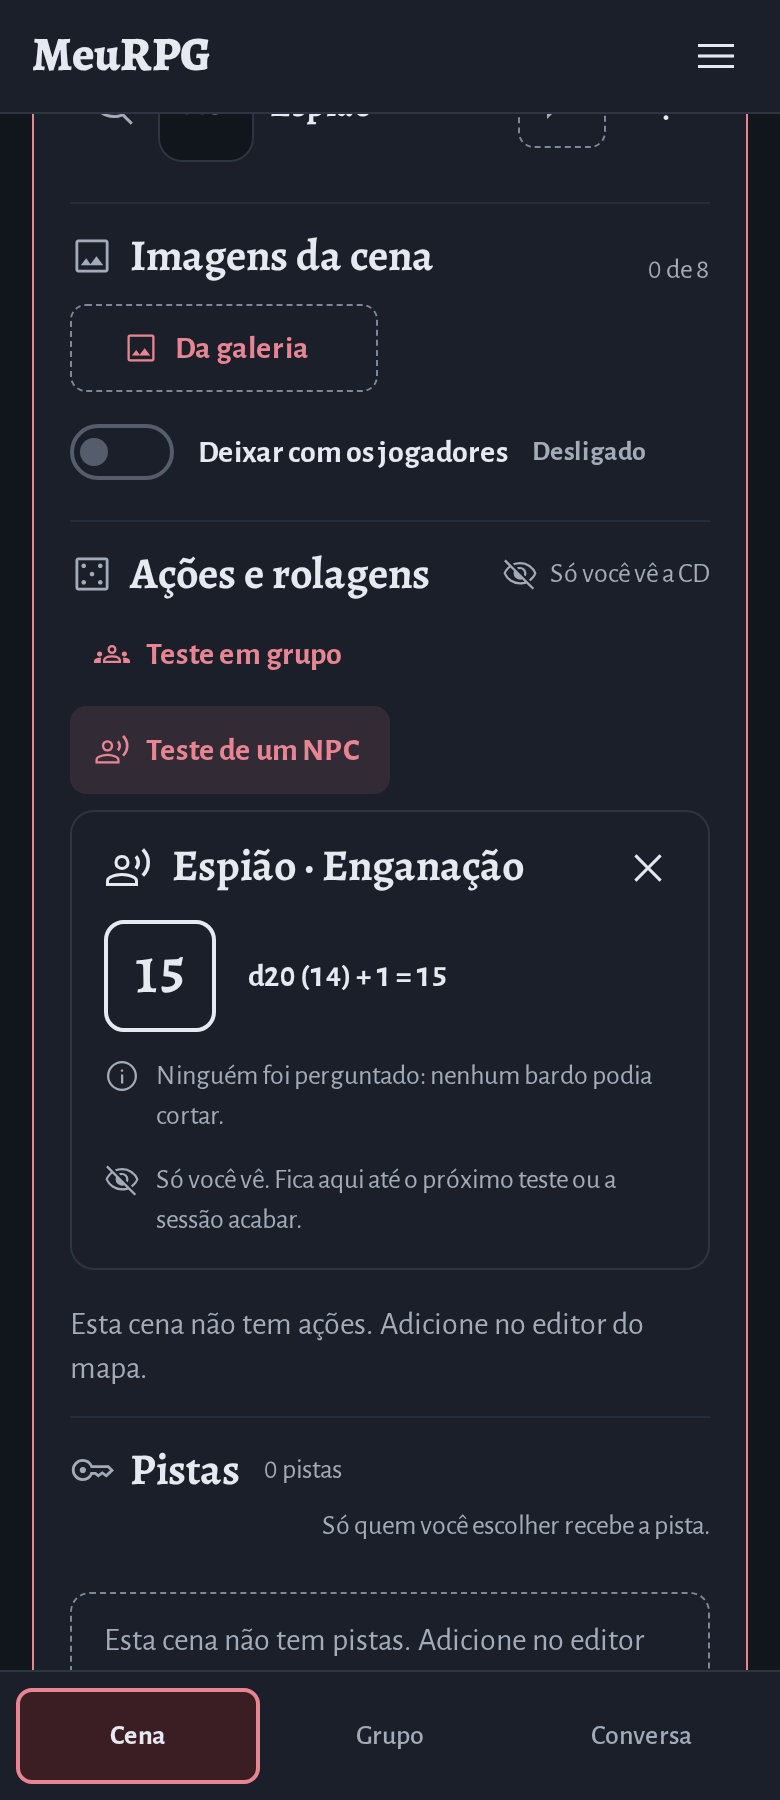 MeuRPG
Espião
Imagens da cena
0 de 8
Da galeria
Deixar com os jogadores Desligado
Ações e rolagens
Só você vê a CD
Teste em grupo
Teste de um NPC
Espião · Enganação
15
d20 (14) + 1 = 15
Ninguém foi perguntado: nenhum bardo podia
cortar.
Só você vê. Fica aqui até o próximo teste ou a
sessão acabar.
Esta cena não tem ações. Adicione no editor do
mapa.
Pistas 0 pistas
Só quem você escolher recebe a pista.
Esta cena não tem pistas. Adicione no editor
Cena
Grupo
Conversa